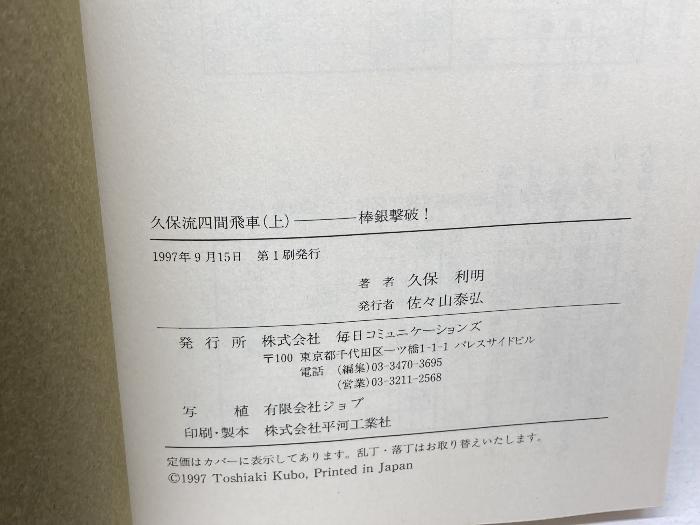 久保流四間飛車(上)――――棒銀撃破!
1997年9月15日 第1刷発行
著者 久保 利明
発行者 佐々山泰弘
発行所 株式会社 毎日コミュニケーションズ
〒100 東京都千代田区一ツ橋1-1-1 パレスサイドビル
電話 (編集)03-3470-3695
(営業)03-3211-2568
写植 有限会社ジョブ
印刷・製本 株式会社平河工業社
定価はカバーに表示してあります。乱丁・落丁はお取り替えいたします。
©1997 Toshiaki Kubo, Printed in Japan